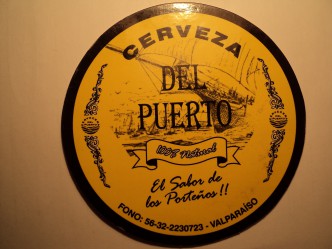 CERVEZA
DEL
PUERTO
100% Natural
El Sabor de
los Porteños!!
FONO: 56-32-2230723 - VALPARAÍSO